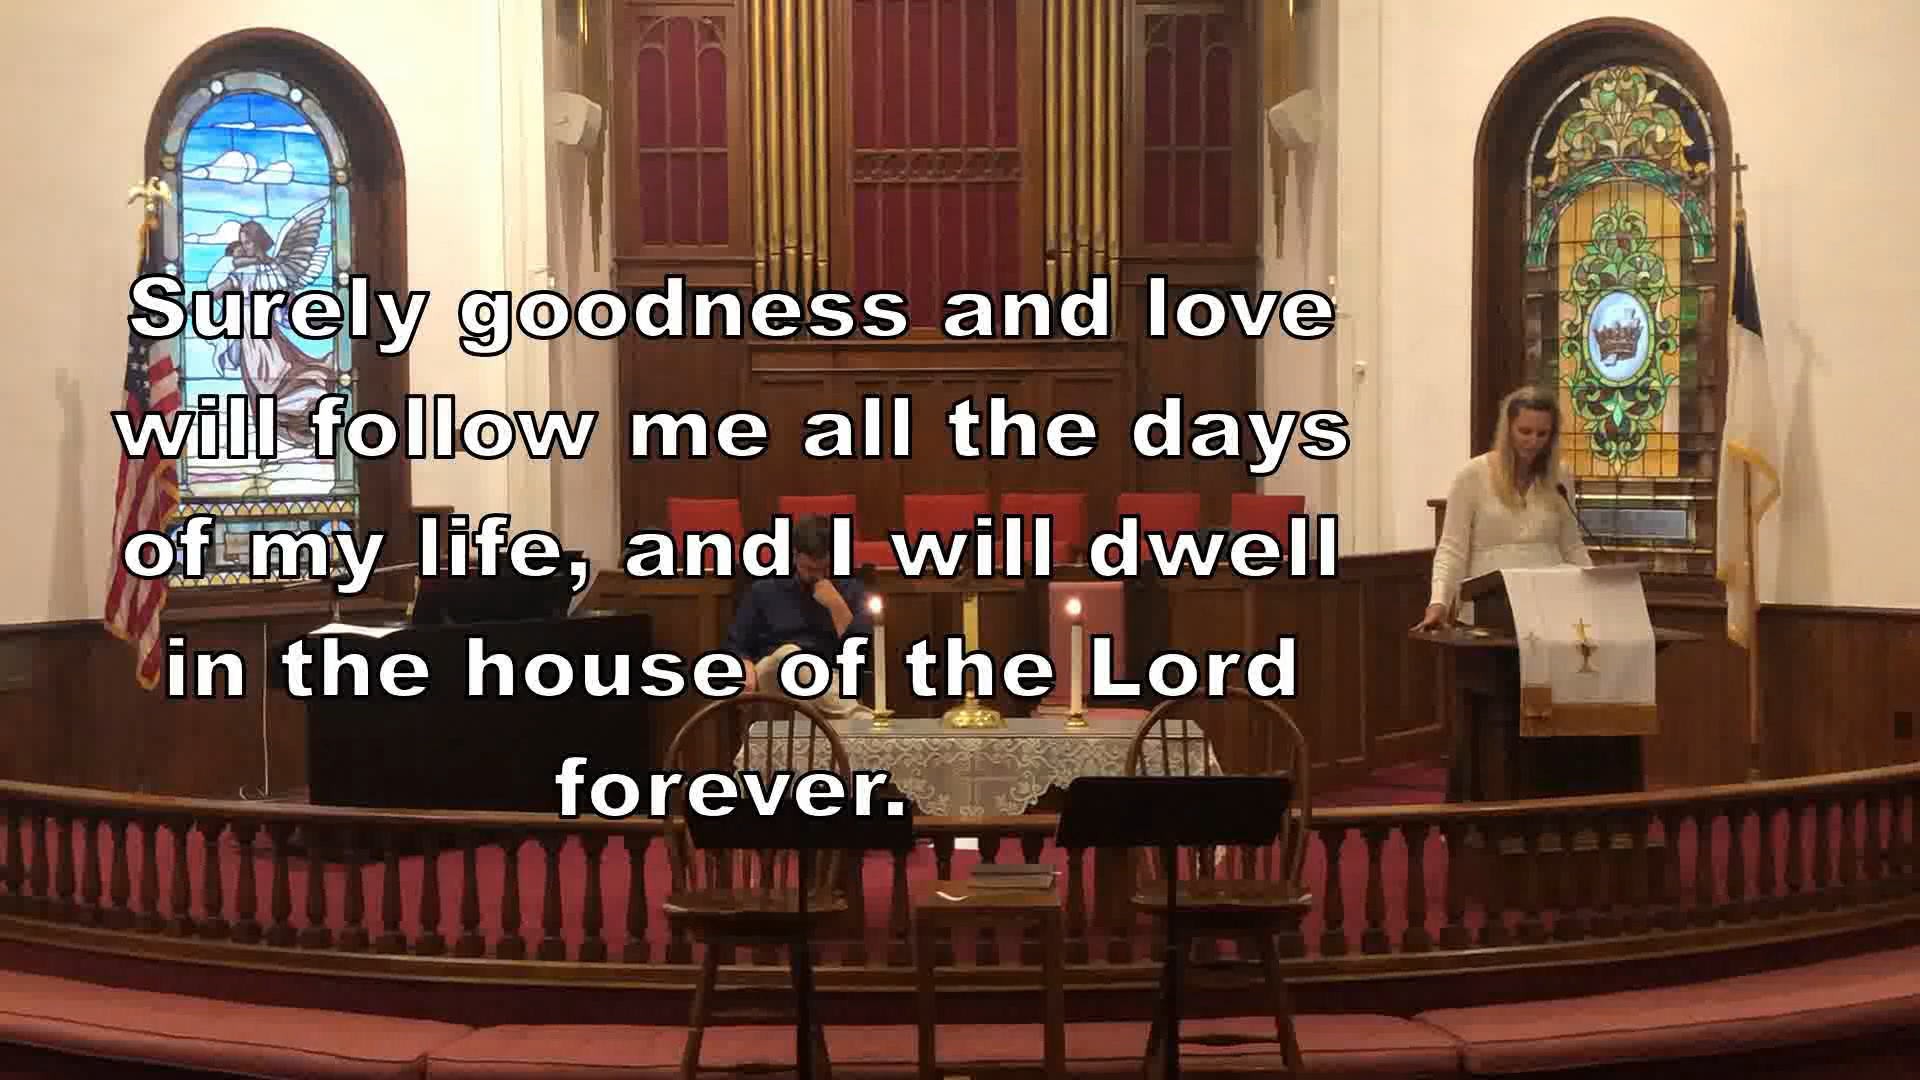 Surely goodness and love
will follow me all the days
of my life, and I will dwell
in the house of the Lord
forever.